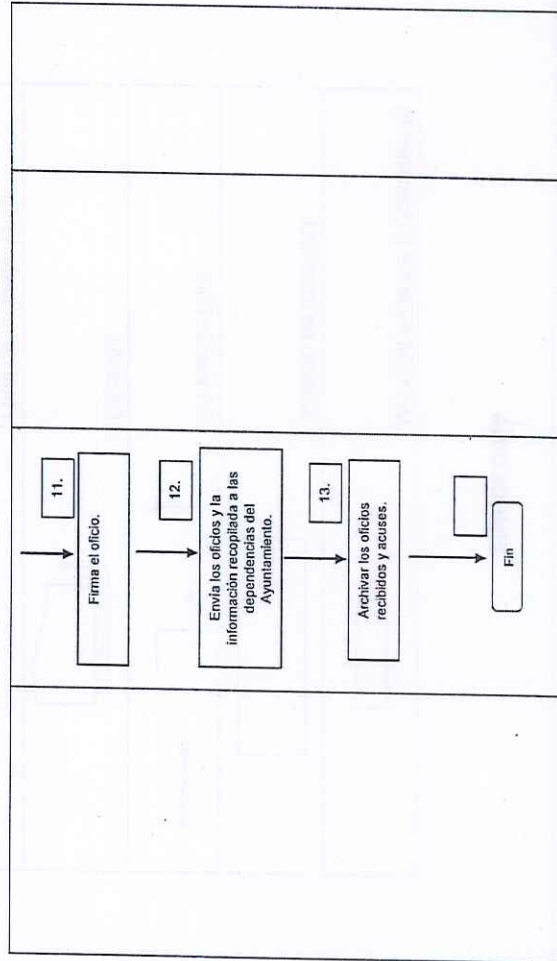 11.
Firma el oficio.
12.
Envia los oficios y la
información recopilada a las
dependencias del
Ayuntamiento.
13.
Archivar los oficios
recibidos y acuses.
Fin